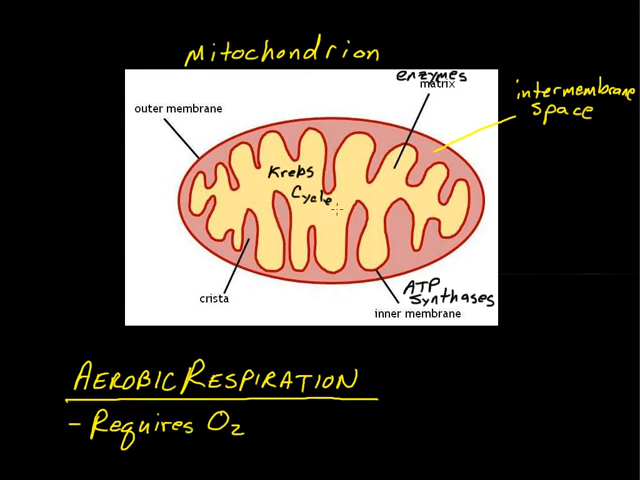 Mitochondrion
enzymes
matrix
intermembrane
space
outer membrane
Krebs
Cycle
crista
ATP
Synthases
inner membrane
AEROBIC RESPIRATION
- Requires O₂